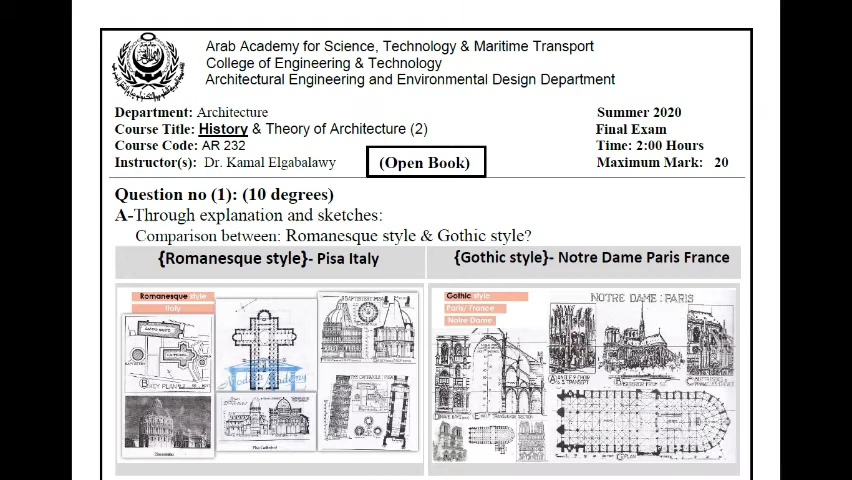 Arab Academy for Science, Technology & Maritime Transport
College of Engineering & Technology
Architectural Engineering and Environmental Design Department
Department: Architecture
Course Title: History & Theory of Architecture (2)
Course Code: AR 232
Instructor(s): Dr. Kamal Elgabalawy
(Open Book)
Summer 2020
Final Exam
Time: 2:00 Hours
Maximum Mark: 20
Question no (1): (10 degrees)
A-Through explanation and sketches:
Comparison between: Romanesque style & Gothic style?
{Romanesque style}- Pisa Italy
{Gothic style}- Notre Dame Paris France
Romanesque style
Italy
KEY PLAN
Gothic style
Paris/ France
Notre Dame
NOTRE DAME: PARIS
PLAN